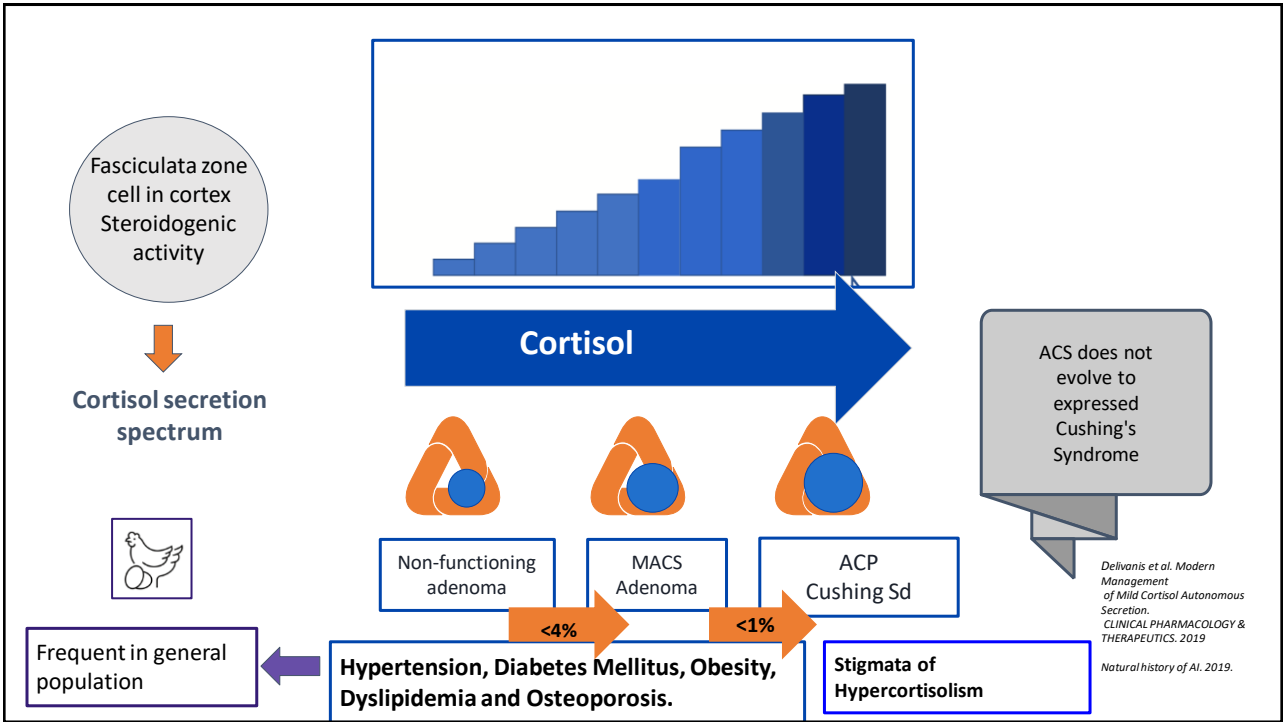 Fasciculata zone
cell in cortex
Steroidogenic
activity
Cortisol secretion
spectrum
Cortisol
ACS does not
evolve to
expressed
Cushing's
Syndrome
Non-functioning
adenoma
MACS
Adenoma
ACP
Cushing Sd
<4%
<1%
Frequent in general
population
Hypertension, Diabetes Mellitus, Obesity,
Dyslipidemia and Osteoporosis.
Stigmata of
Hypercortisolism
Delivanis et al. Modern
Management
of Mild Cortisol Autonomous
Secretion.
CLINICAL PHARMACOLOGY &
THERAPEUTICS. 2019
Natural history of AI. 2019.